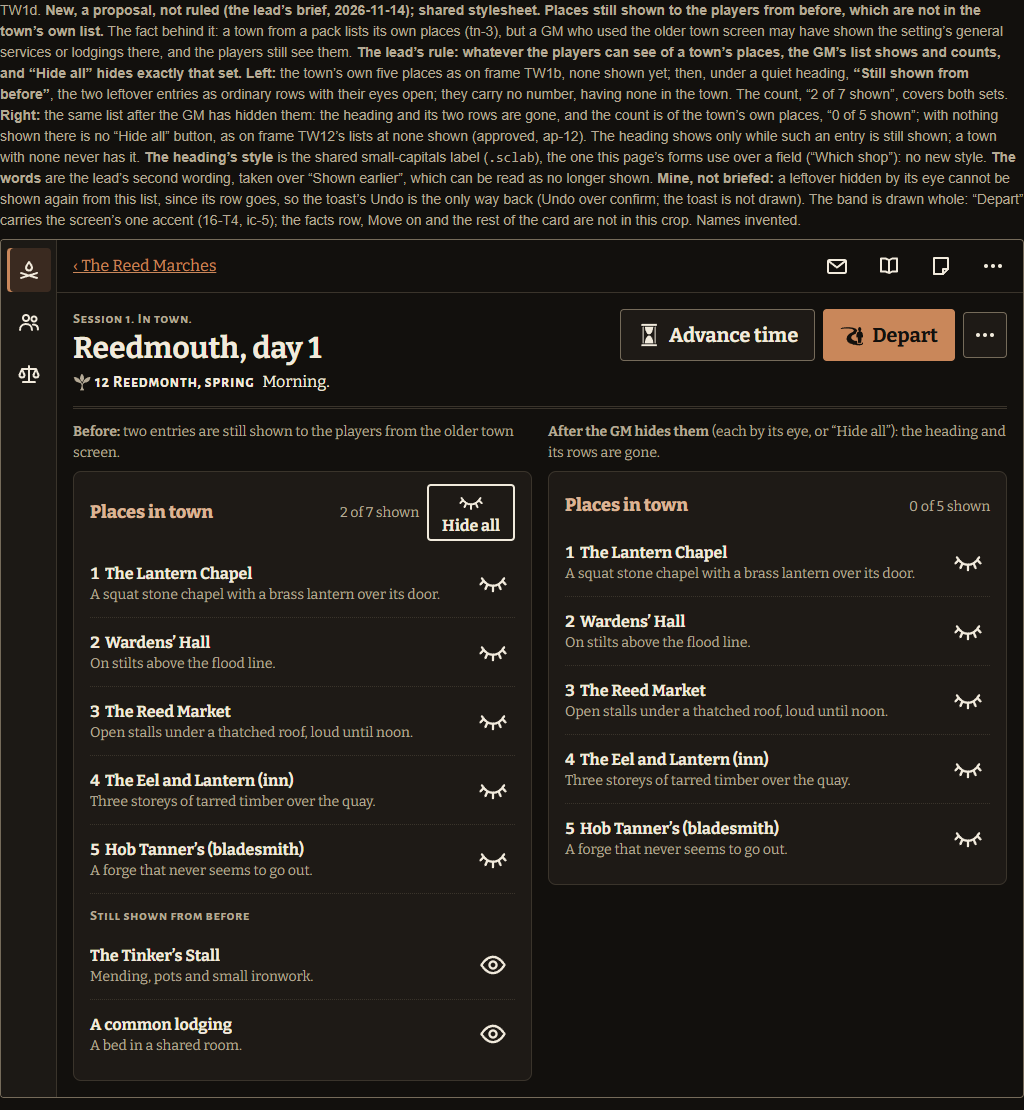 TW1d. New, a proposal, not ruled (the lead’s brief, 2026-11-14); shared stylesheet. Places still shown to the players from before, which are not in the
town’s own list. The fact behind it: a town from a pack lists its own places (tn-3), but a GM who used the older town screen may have shown the setting’s general
services or lodgings there, and the players still see them. The lead’s rule: whatever the players can see of a town’s places, the GM’s list shows and counts,
and “Hide all” hides exactly that set. Left: the town’s own five places as on frame TW1b, none shown yet; then, under a quiet heading, “Still shown from
before”, the two leftover entries as ordinary rows with their eyes open; they carry no number, having none in the town. The count, “2 of 7 shown”, covers both sets.
Right: the same list after the GM has hidden them: the heading and its two rows are gone, and the count is of the town’s own places, “0 of 5 shown”; with nothing
shown there is no “Hide all” button, as on frame TW12’s lists at none shown (approved, ap-12). The heading shows only while such an entry is still shown; a town
with none never has it. The heading’s style is the shared small-capitals label (.sclab), the one this page’s forms use over a field (“Which shop”): no new style. The
words are the lead’s second wording, taken over “Shown earlier”, which can be read as no longer shown. Mine, not briefed: a leftover hidden by its eye cannot be
shown again from this list, since its row goes, so the toast’s Undo is the only way back (Undo over confirm; the toast is not drawn). The band is drawn whole: “Depart”
carries the screen’s one accent (16-T4, ic-5); the facts row, Move on and the rest of the card are not in this crop. Names invented.
‹ The Reed Marches
Session 1. In town.
Reedmouth, day 1
12 Reedmonth, spring Morning.
Advance time
Depart
Before: two entries are still shown to the players from the older town
screen.
Places in town
2 of 7 shown
Hide all
1 The Lantern Chapel
A squat stone chapel with a brass lantern over its door.
2 Wardens’ Hall
On stilts above the flood line.
3 The Reed Market
Open stalls under a thatched roof, loud until noon.
4 The Eel and Lantern (inn)
Three storeys of tarred timber over the quay.
5 Hob Tanner’s (bladesmith)
A forge that never seems to go out.
Still shown from before
The Tinker’s Stall
Mending, pots and small ironwork.
A common lodging
A bed in a shared room.
After the GM hides them (each by its eye, or “Hide all”): the heading and
its rows are gone.
Places in town
0 of 5 shown
1 The Lantern Chapel
A squat stone chapel with a brass lantern over its door.
2 Wardens’ Hall
On stilts above the flood line.
3 The Reed Market
Open stalls under a thatched roof, loud until noon.
4 The Eel and Lantern (inn)
Three storeys of tarred timber over the quay.
5 Hob Tanner’s (bladesmith)
A forge that never seems to go out.